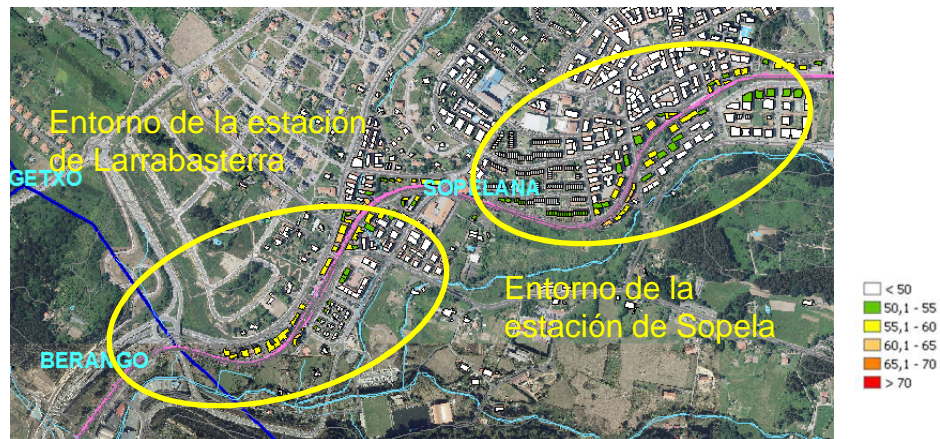 Entorno de la estación
de Larrabasterra
GETXO
SOPELANA
Entorno de la
estación de Sopela
BERANGO
< 50
50,1 - 55
55,1 - 60
60,1 - 65
65,1 - 70
> 70